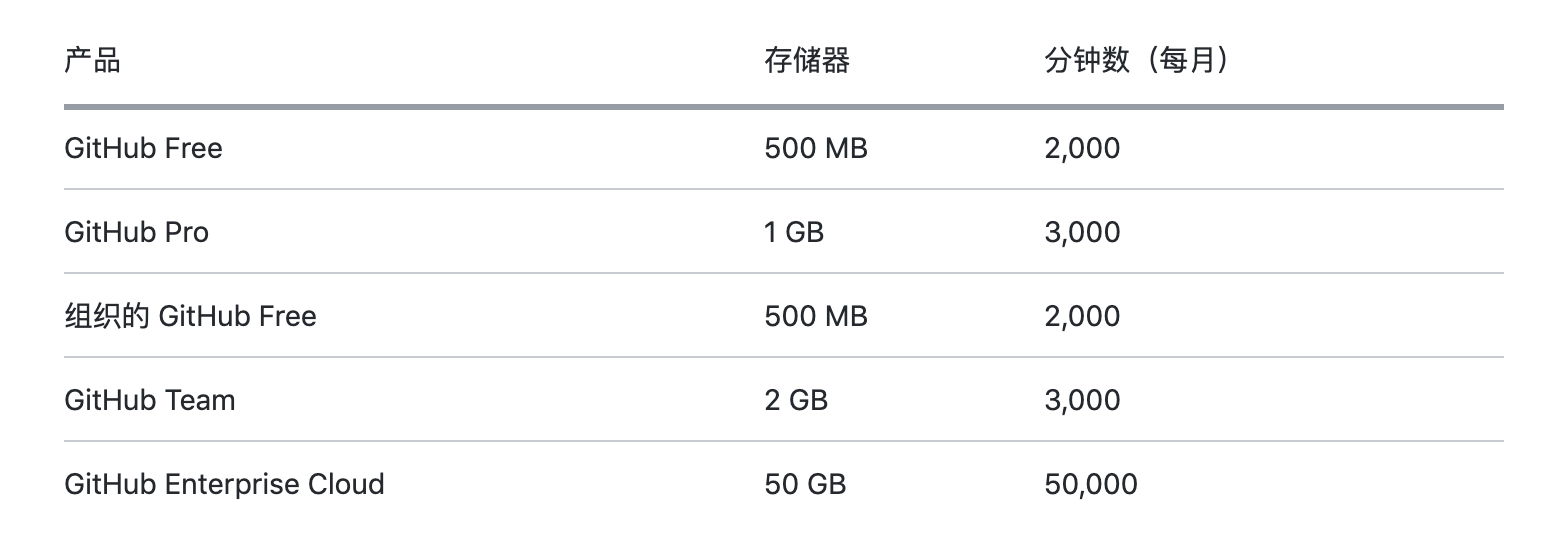 产品 存储器 分钟数（每月）
GitHub Free 500 MB 2,000
GitHub Pro 1 GB 3,000
组织的 GitHub Free 500 MB 2,000
GitHub Team 2 GB 3,000
GitHub Enterprise Cloud 50 GB 50,000